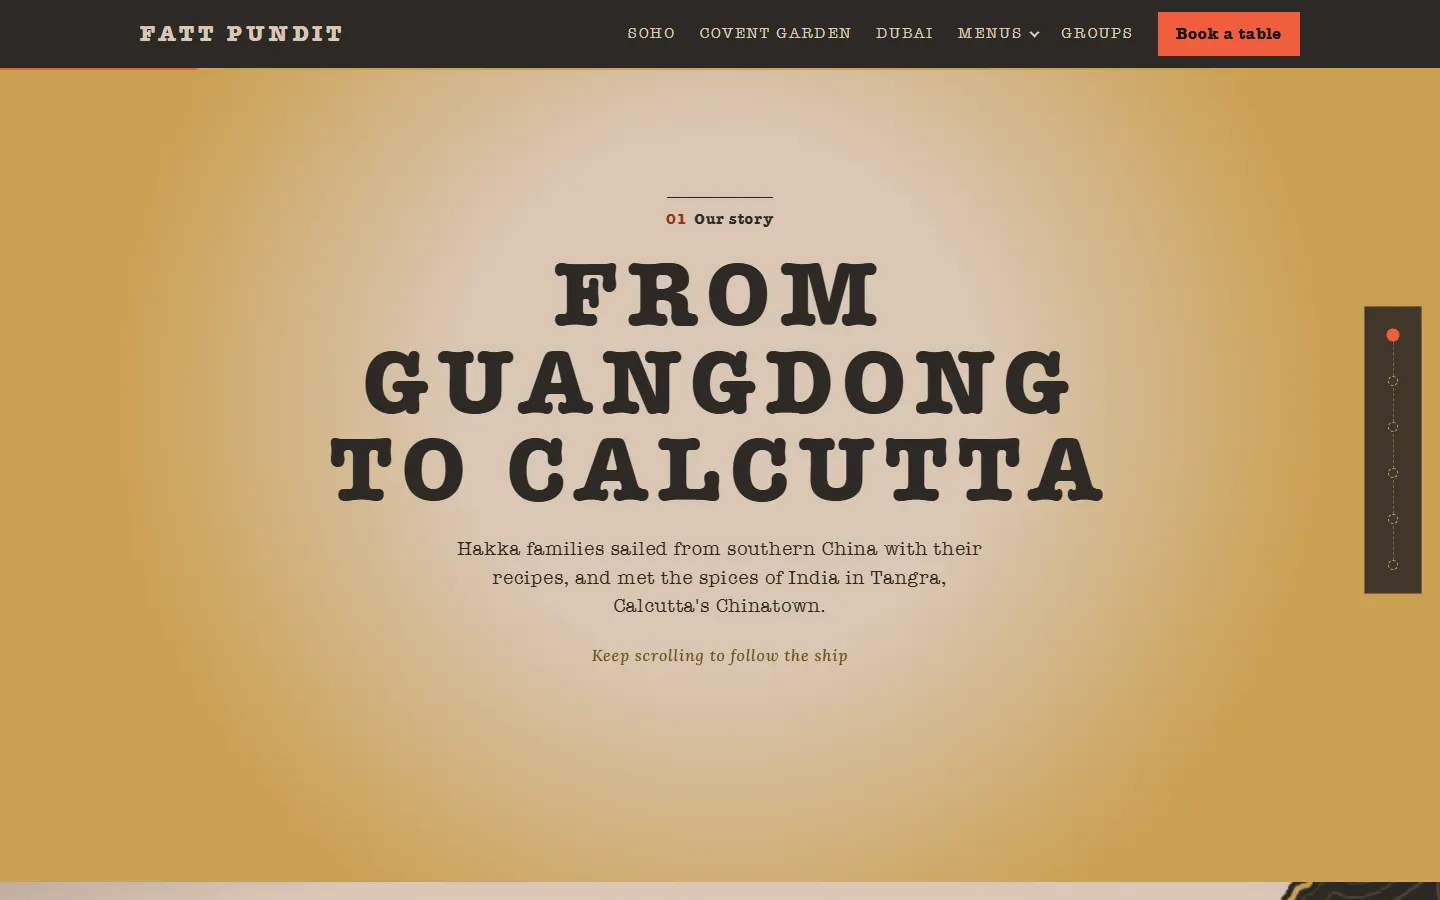 FATT PUNDIT
SOHO
COVENT GARDEN
DUBAI
MENUS
GROUPS
Book a table
01 Our story
FROM
GUANGDONG
TO CALCUTTA
Hakka families sailed from southern China with their
recipes, and met the spices of India in Tangra,
Calcutta's Chinatown.
Keep scrolling to follow the ship